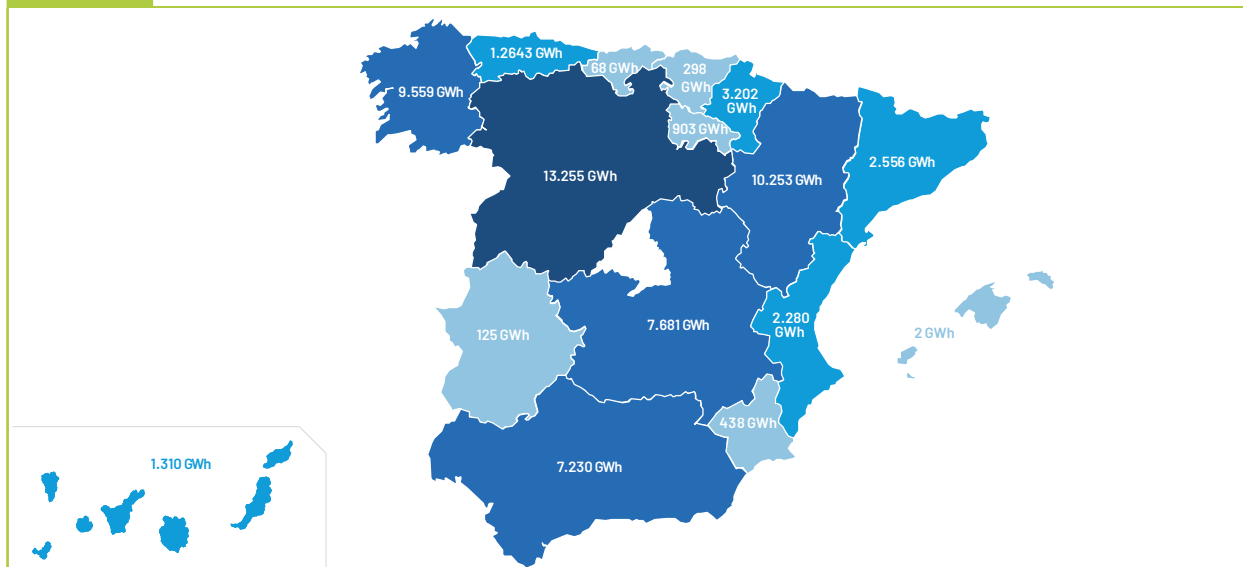 1.2643 GWh
68 GWh
298
GWh
9.559 GWh
3.202
GWh
903 GWh
2.556 GWh
13.255 GWh
10.253 GWh
7.681 GWh
2.280
GWh
2 GWh
125 GWh
438 GWh
1.310 GWh
7.230 GWh